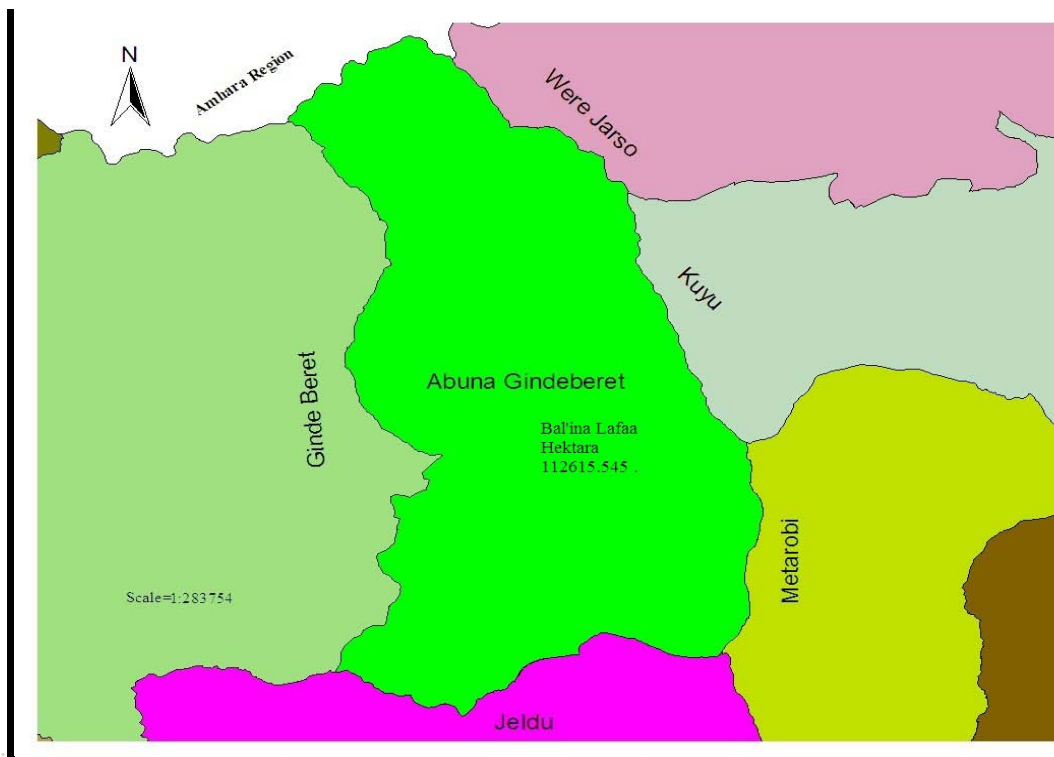 N
Amhara Region
Were Jarso
Kuyu
Ginde Beret
Abuna Gindeberet
Bal'ina Lafaa
Hektara
112615.545 .
Metarobi
Scale=1:283754
Jeldu